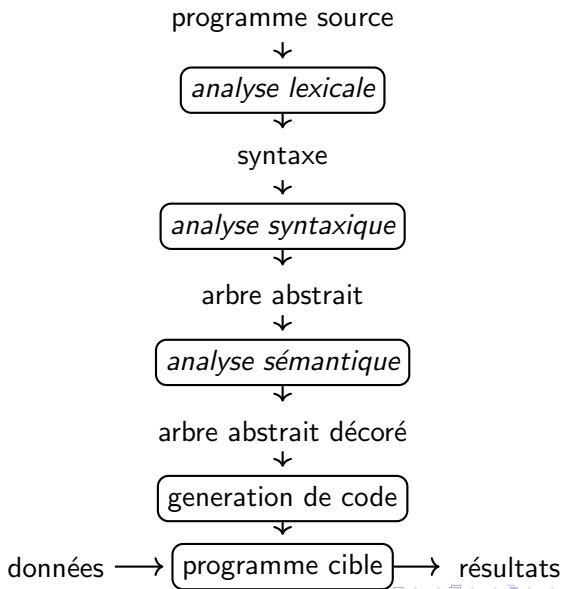 programme source
analyse lexicale
syntaxe
analyse syntaxique
arbre abstrait
analyse sémantique
arbre abstrait décoré
generation de code
données programme cible résultats